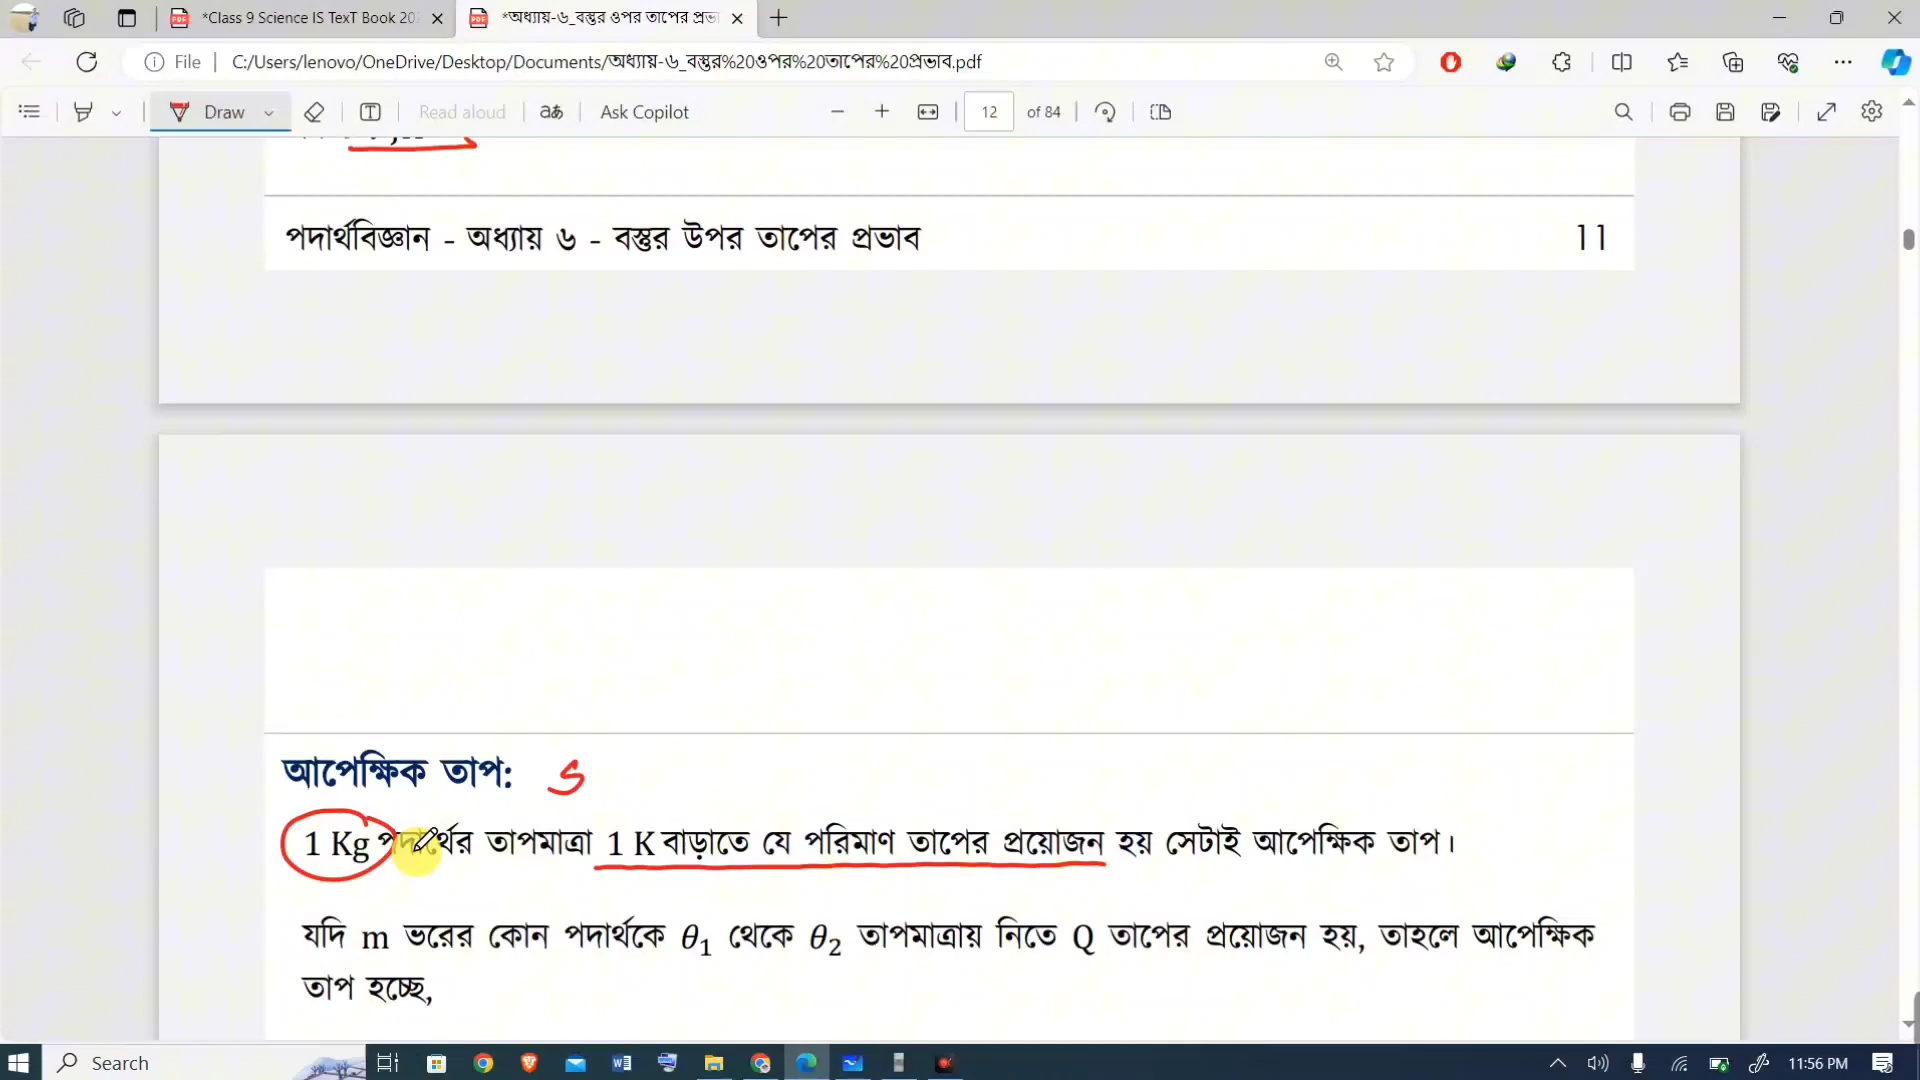 *Class 9 Science IS TexT Book 20
*অধ্যায়-৬_বস্তুর ওপর তাপের প্রভা
File
C:/Users/lenovo/OneDrive/Desktop/Documents/অধ্যায়-৬_বস্তুর%20ওপর%20তাপের%20প্রভাব.pdf
Draw
Read aloud
aあ
Ask Copilot
12 of 84
পদার্থবিজ্ঞান - অধ্যায় ৬ - বস্তুর উপর তাপের প্রভাব 11
আপেক্ষিক তাপ: S
1 Kg পদার্থের তাপমাত্রা 1 K বাড়াতে যে পরিমাণ তাপের প্রয়োজন হয় সেটাই আপেক্ষিক তাপ।
যদি m ভরের কোন পদার্থকে θ1 থেকে θ2 তাপমাত্রায় নিতে Q তাপের প্রয়োজন হয়, তাহলে আপেক্ষিক
তাপ হচ্ছে,
Search
11:56 PM